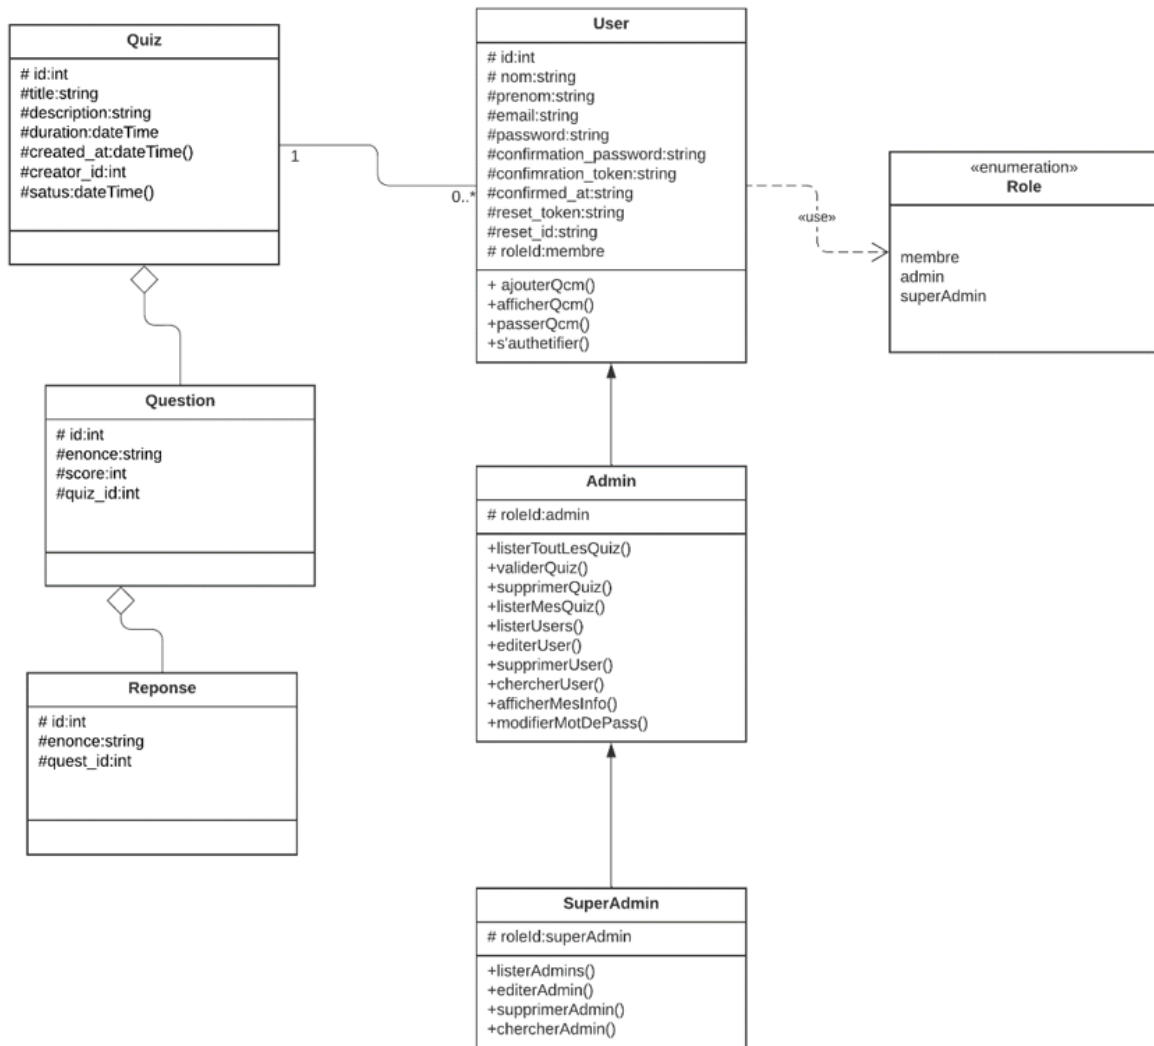 Quiz
# id:int
#title:string
#description:string
#duration:dateTime
#created_at:dateTime()
#creator_id:int
#satus:dateTime()
1
0..*
User
# id:int
# nom:string
#prenom:string
#email:string
#password:string
#confirmation_password:string
#confimration_token:string
#confirmed_at:string
#reset_token:string
#reset_id:string
# roleId:membre
+ ajouterQcm()
+afficherQcm()
+passerQcm()
+s'authetifier()
«use»
«enumeration»
Role
membre
admin
superAdmin
Question
# id:int
#enonce:string
#score:int
#quiz_id:int
Reponse
# id:int
#enonce:string
#quest_id:int
Admin
# roleId:admin
+listerToutLesQuiz()
+validerQuiz()
+supprimerQuiz()
+listerMesQuiz()
+listerUsers()
+editerUser()
+supprimerUser()
+chercherUser()
+afficherMesInfo()
+modifierMotDePass()
SuperAdmin
# roleId:superAdmin
+listerAdmins()
+editerAdmin()
+supprimerAdmin()
+chercherAdmin()